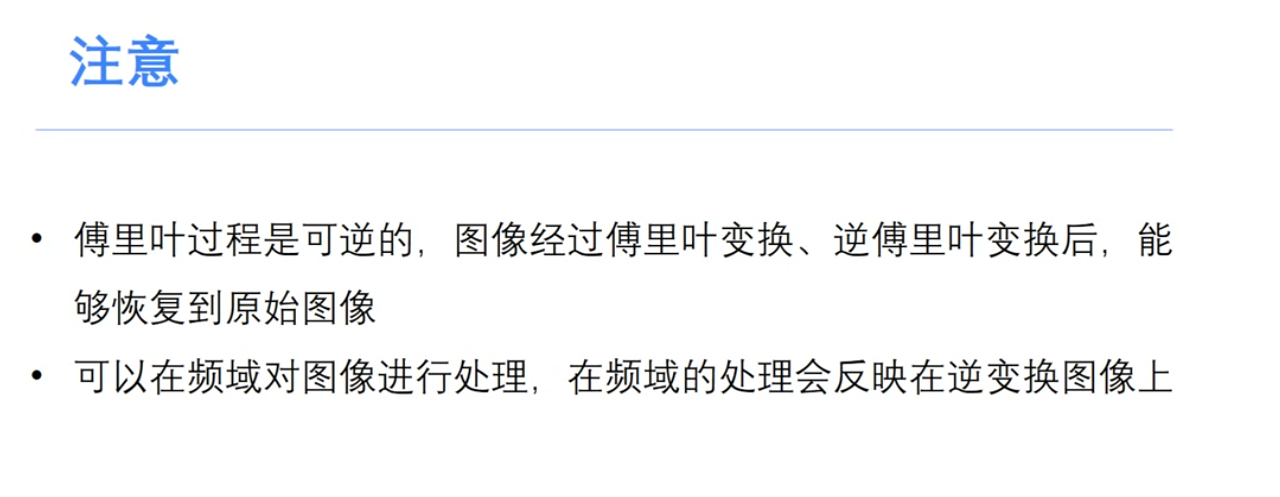 注意
• 傅里叶过程是可逆的，图像经过傅里叶变换、逆傅里叶变换后，能
够恢复到原始图像
• 可以在频域对图像进行处理，在频域的处理会反映在逆变换图像上